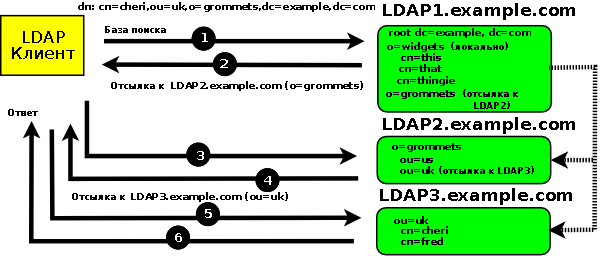 dn: cn=cheri,ou=uk,o=grommets,dc=example,dc=com
LDAP1.example.com
LDAP
Клиент
База поиска
1
2
Отсылка к LDAP2.example.com (o=grommets)
root dc=example, dc=com
o=widgets (локально)
cn=this
cn=that
cn=thingie
o=grommets (отсылка к
LDAP2)
Ответ
LDAP2.example.com
3
4
o=grommets
ou=us
ou=uk (отсылка к LDAP3)
Отсылка к LDAP3.example.com (ou=uk)
LDAP3.example.com
5
6
ou=uk
cn=cheri
cn=fred